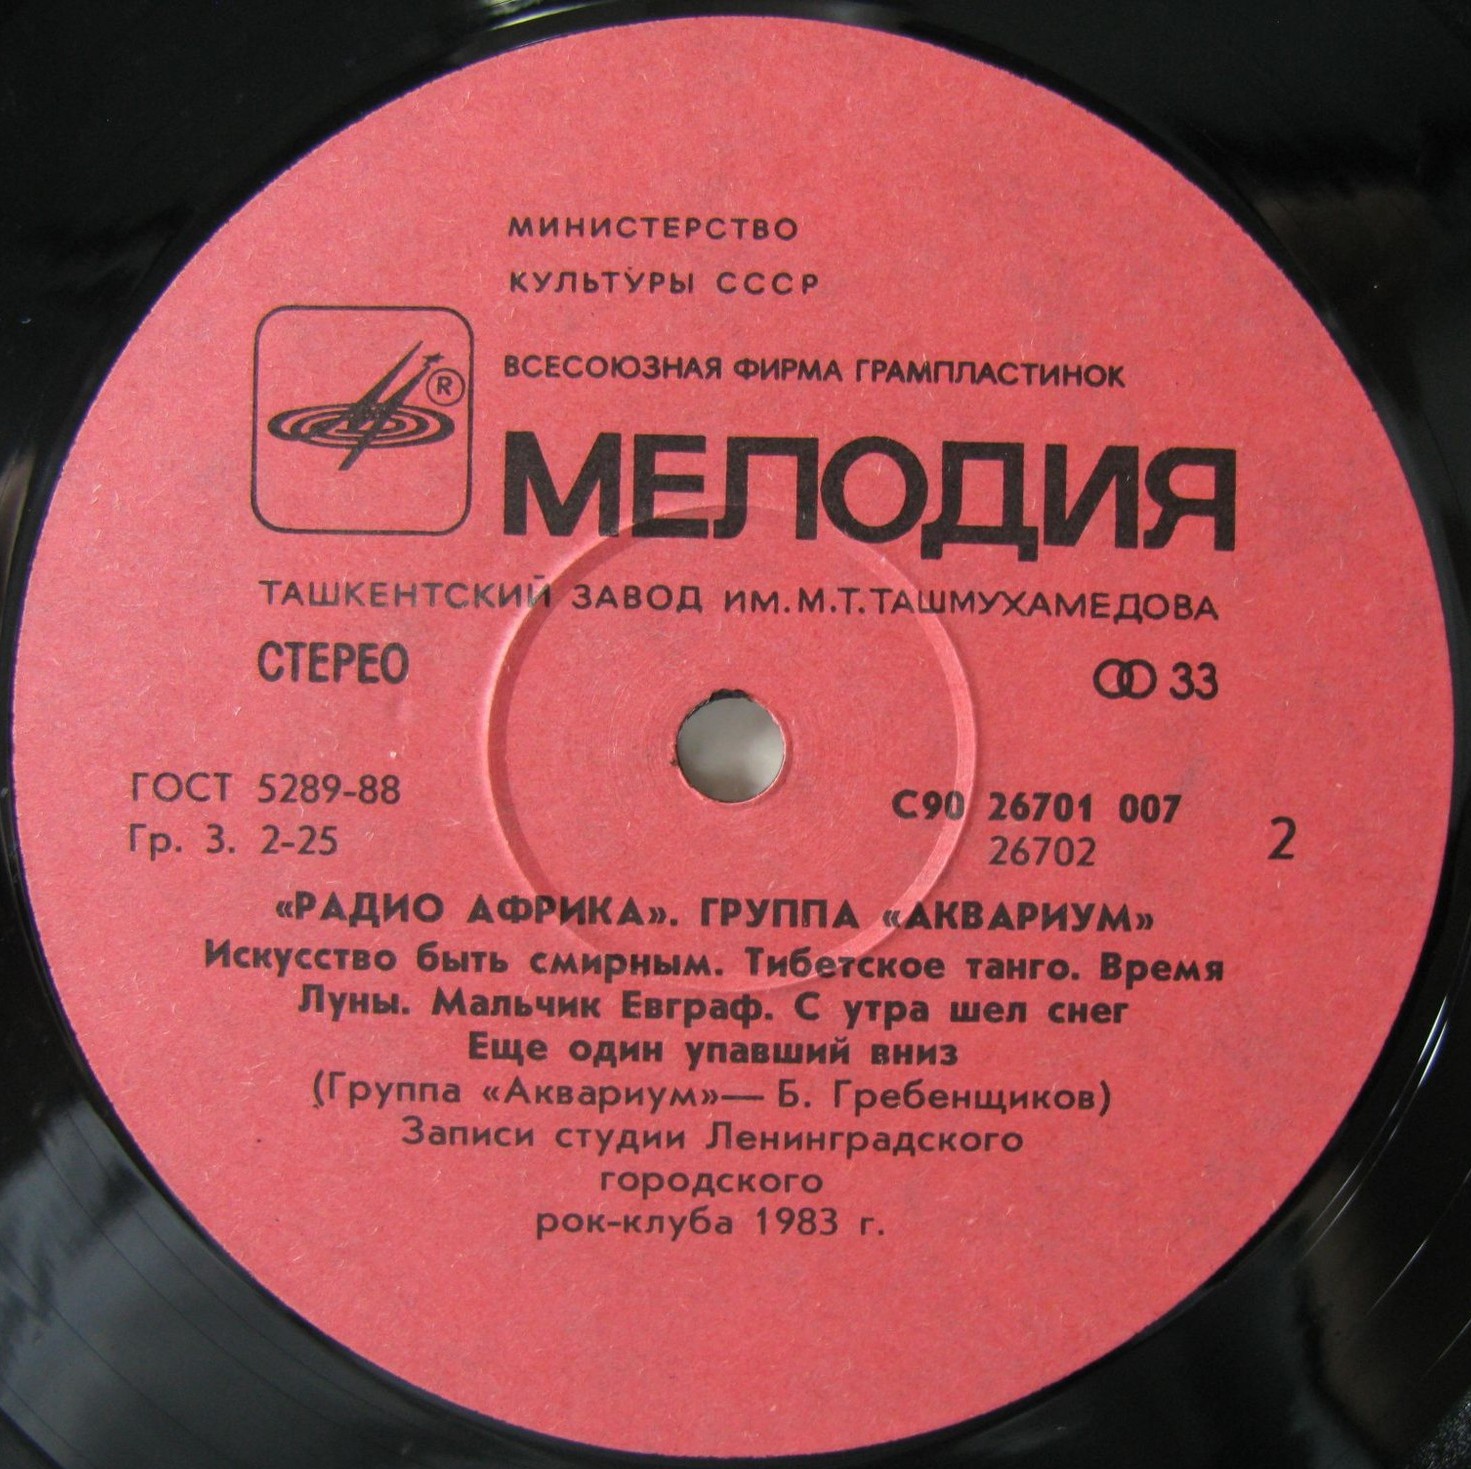 МИНИСТЕРСТВО
КУЛЬТУРЫ СССР
ВСЕСОЮЗНАЯ ФИРМА ГРАМПЛАСТИНОК
®
МЕЛОДИЯ
ТАШКЕНТСКИЙ ЗАВОД ИМ. М.Т. ТАШМУХАМЕДОВА
СТЕРЕО
33
ГОСТ 5289-88
Гр. 3. 2-25
С90 26701 007
26702
2
«РАДИО АФРИКА». ГРУППА «АКВАРИУМ»
Искусство быть смирным. Тибетское танго. Время
Луны. Мальчик Евграф. С утра шел снег
Еще один упавший вниз
(Группа «Аквариум»— Б. Гребенщиков)
Записи студии Ленинградского
городского
рок-клуба 1983 г.